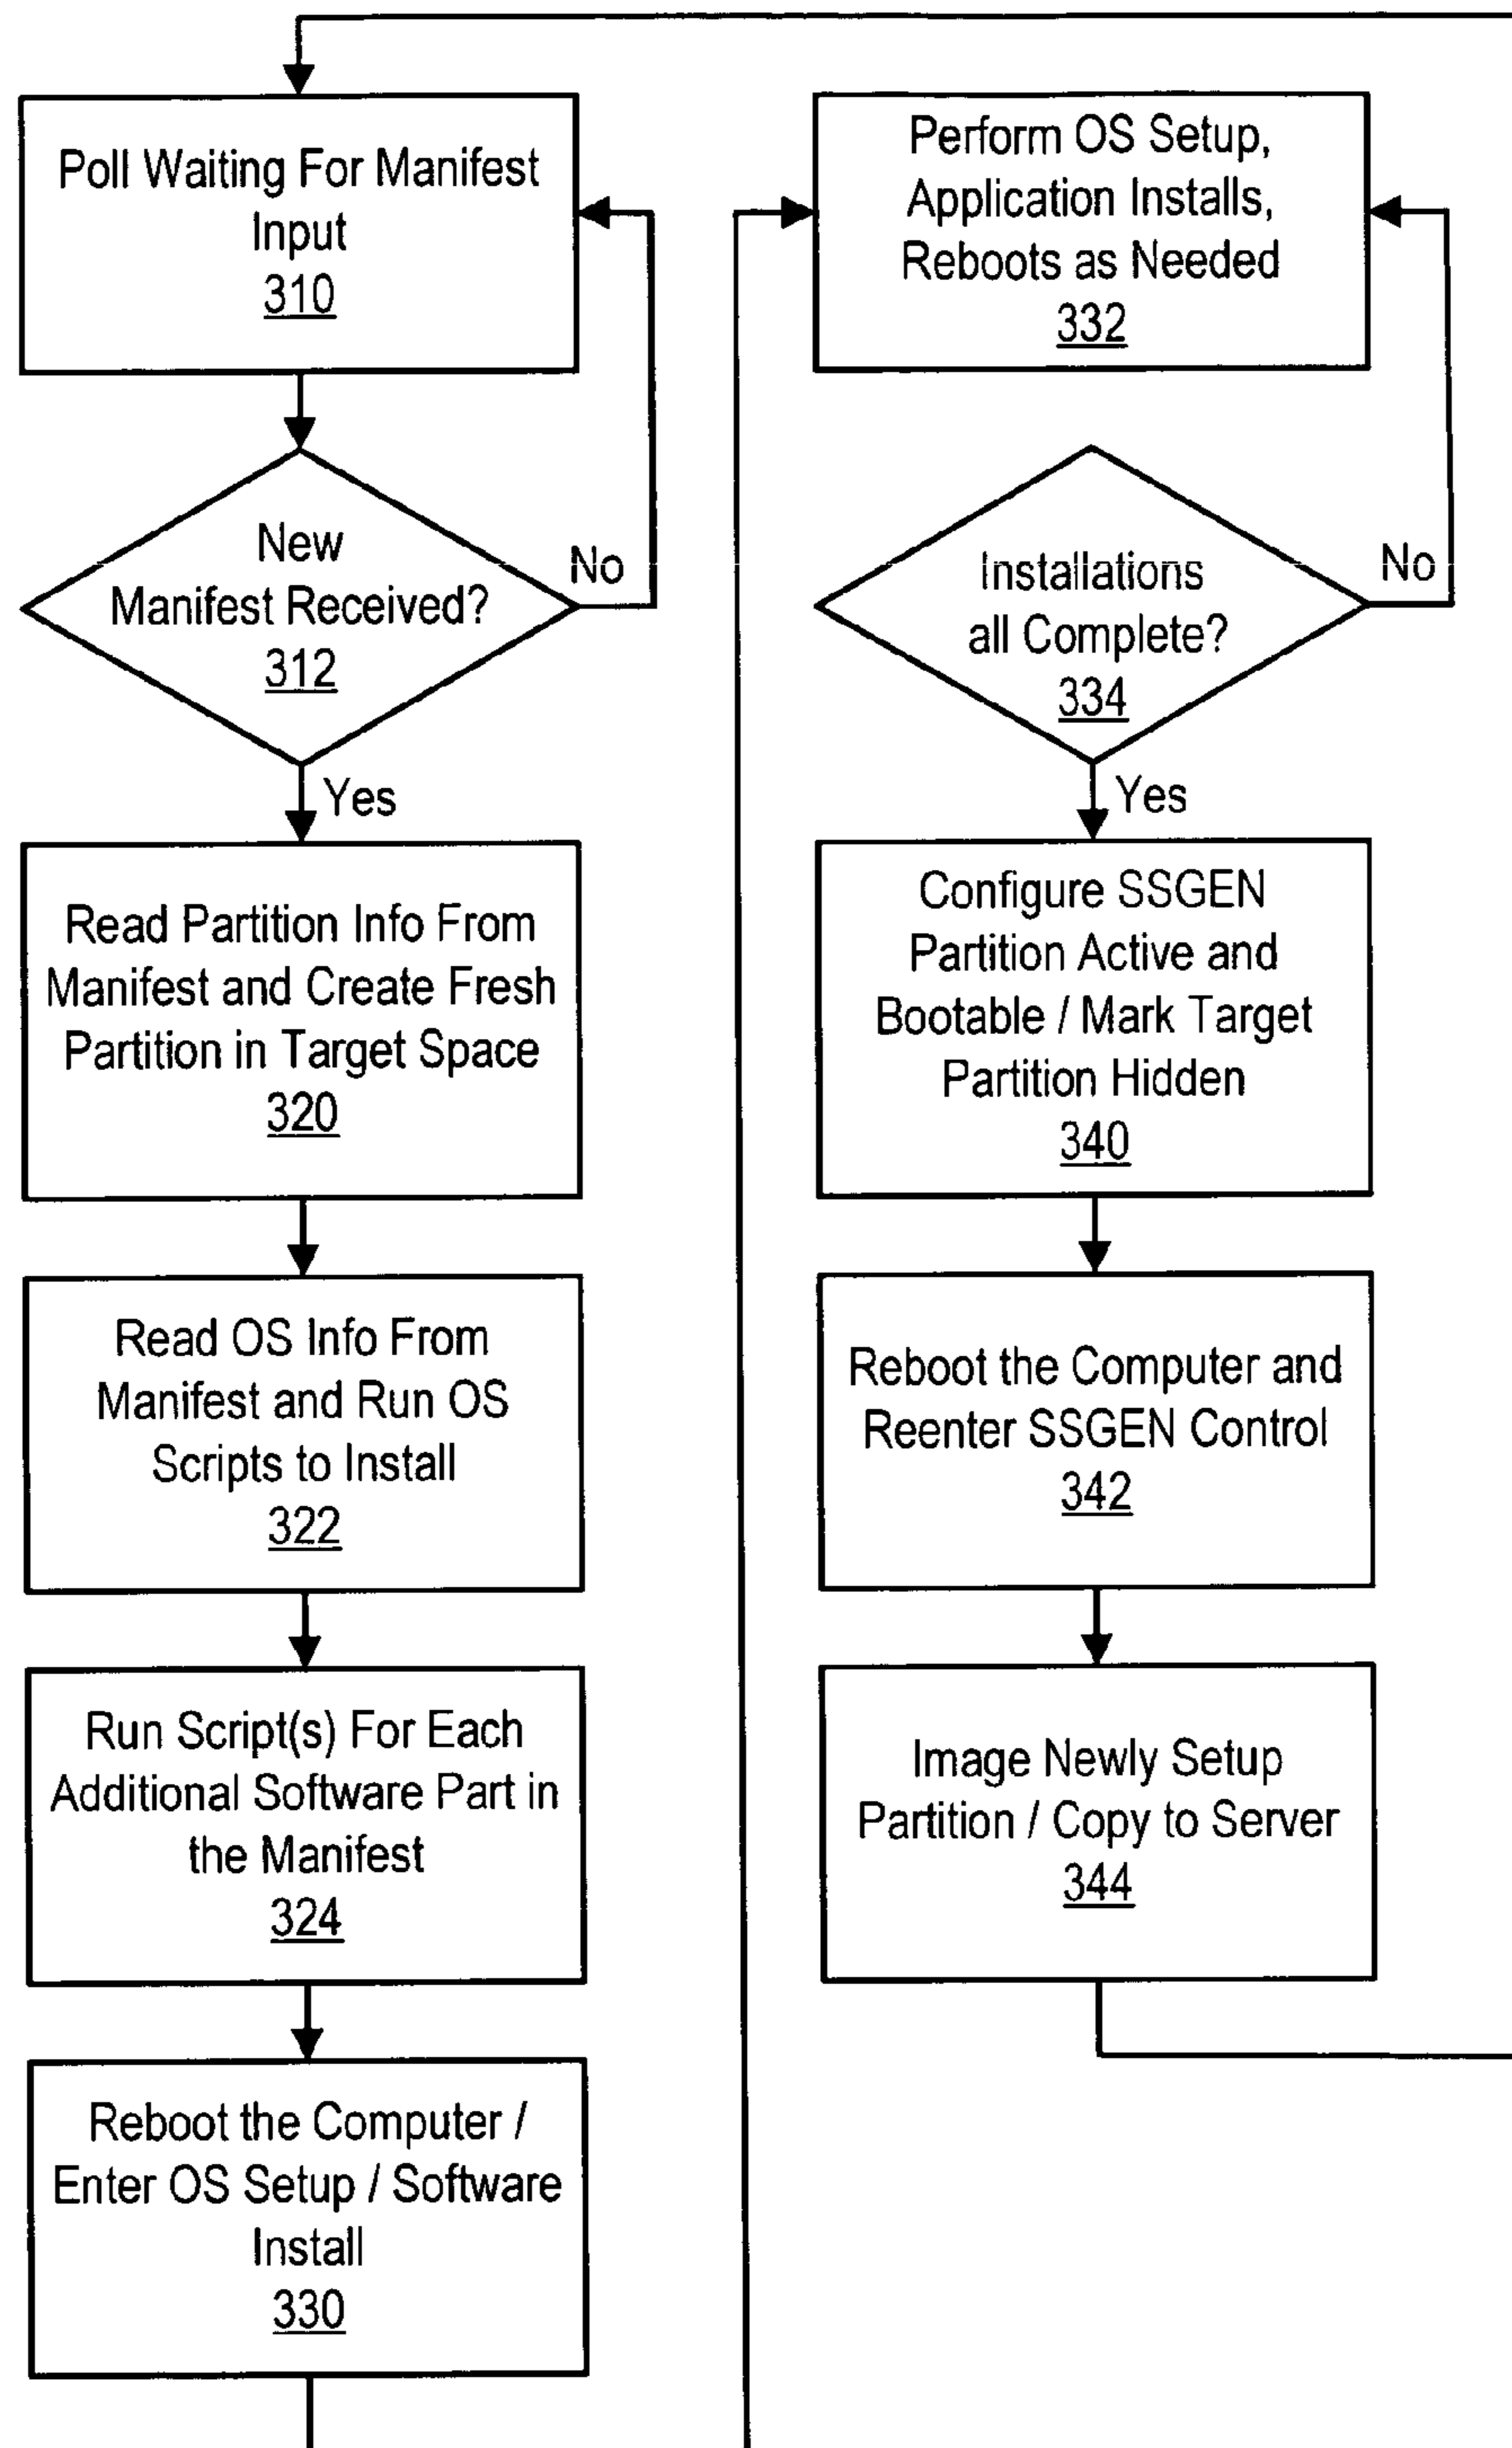 Poll Waiting For Manifest
Input
310
New
Manifest Received?
312
No
Yes
Read Partition Info From
Manifest and Create Fresh
Partition in Target Space
320
Read OS Info From
Manifest and Run OS
Scripts to Install
322
Run Script(s) For Each
Additional Software Part in
the Manifest
324
Reboot the Computer /
Enter OS Setup / Software
Install
330
Perform OS Setup,
Application Installs,
Reboots as Needed
332
Installations
all Complete?
334
No
Yes
Configure SSGEN
Partition Active and
Bootable / Mark Target
Partition Hidden
340
Reboot the Computer and
Reenter SSGEN Control
342
Image Newly Setup
Partition / Copy to Server
344